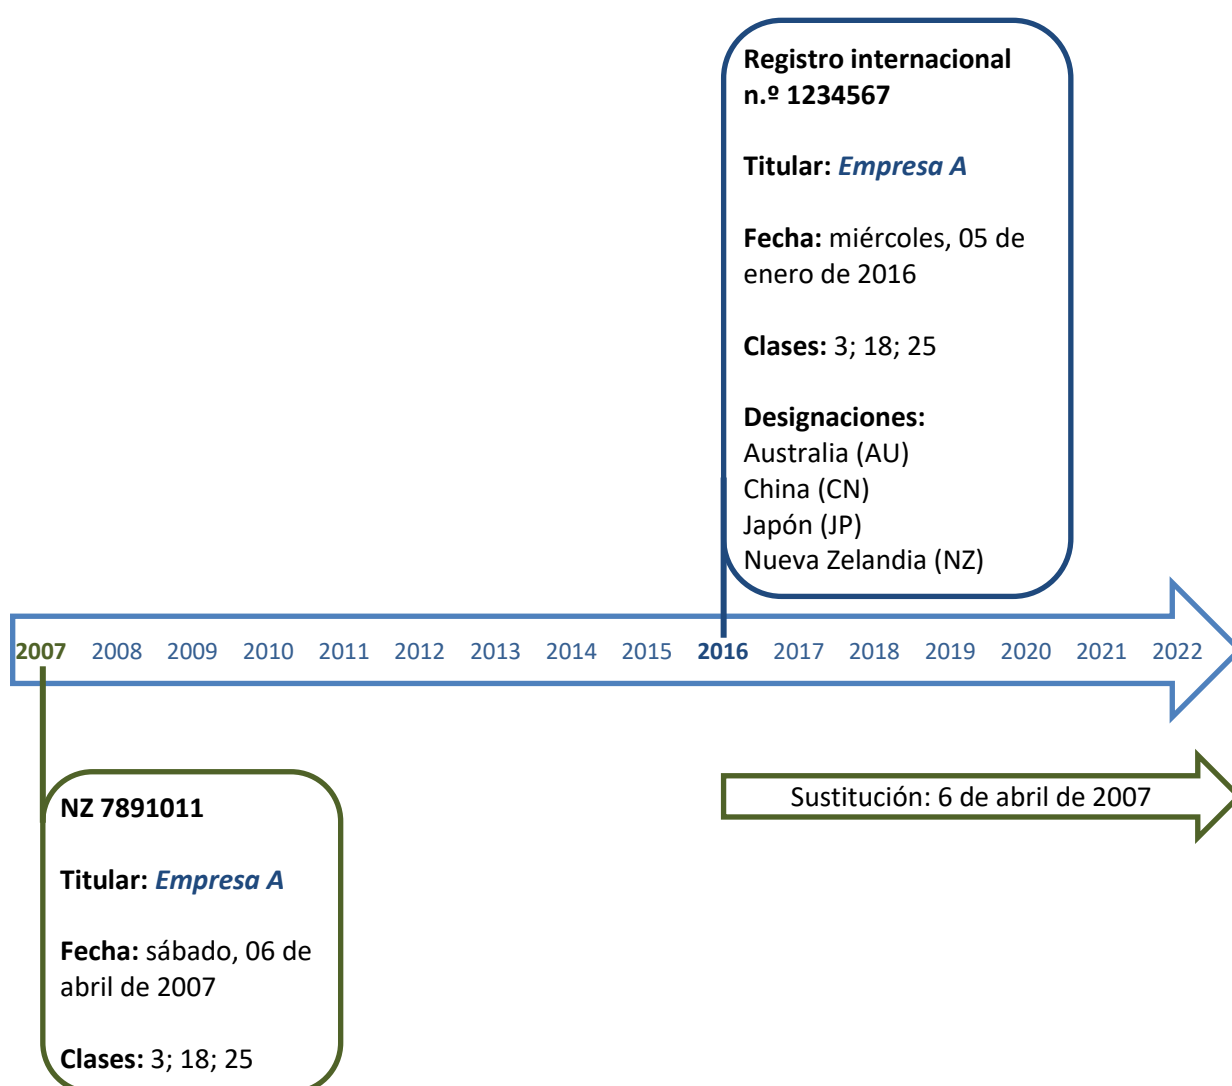 Registro internacional
n.º 1234567
Titular: Empresa A
Fecha: miércoles, 05 de
enero de 2016
Clases: 3; 18; 25
Designaciones:
Australia (AU)
China (CN)
Japón (JP)
Nueva Zelandia (NZ)
2007 2008 2009 2010 2011 2012 2013 2014 2015 2016 2017 2018 2019 2020 2021 2022
Sustitución: 6 de abril de 2007
NZ 7891011
Titular: Empresa A
Fecha: sábado, 06 de
abril de 2007
Clases: 3; 18; 25